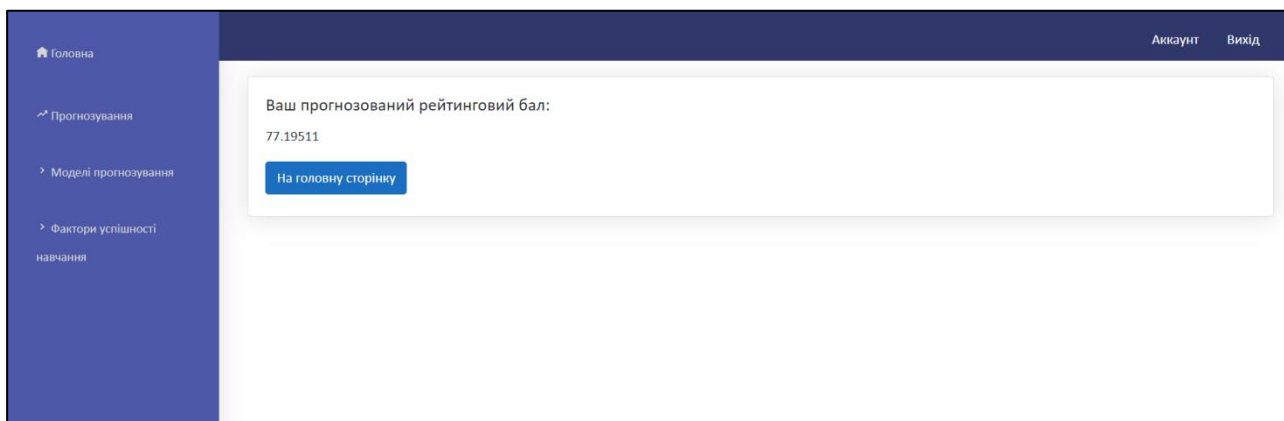 Головна
Прогнозування
Моделі прогнозування
Фактори успішності
навчання
Аккаунт
Вихід
Ваш прогнозований рейтинговий бал:
77.19511
На головну сторінку